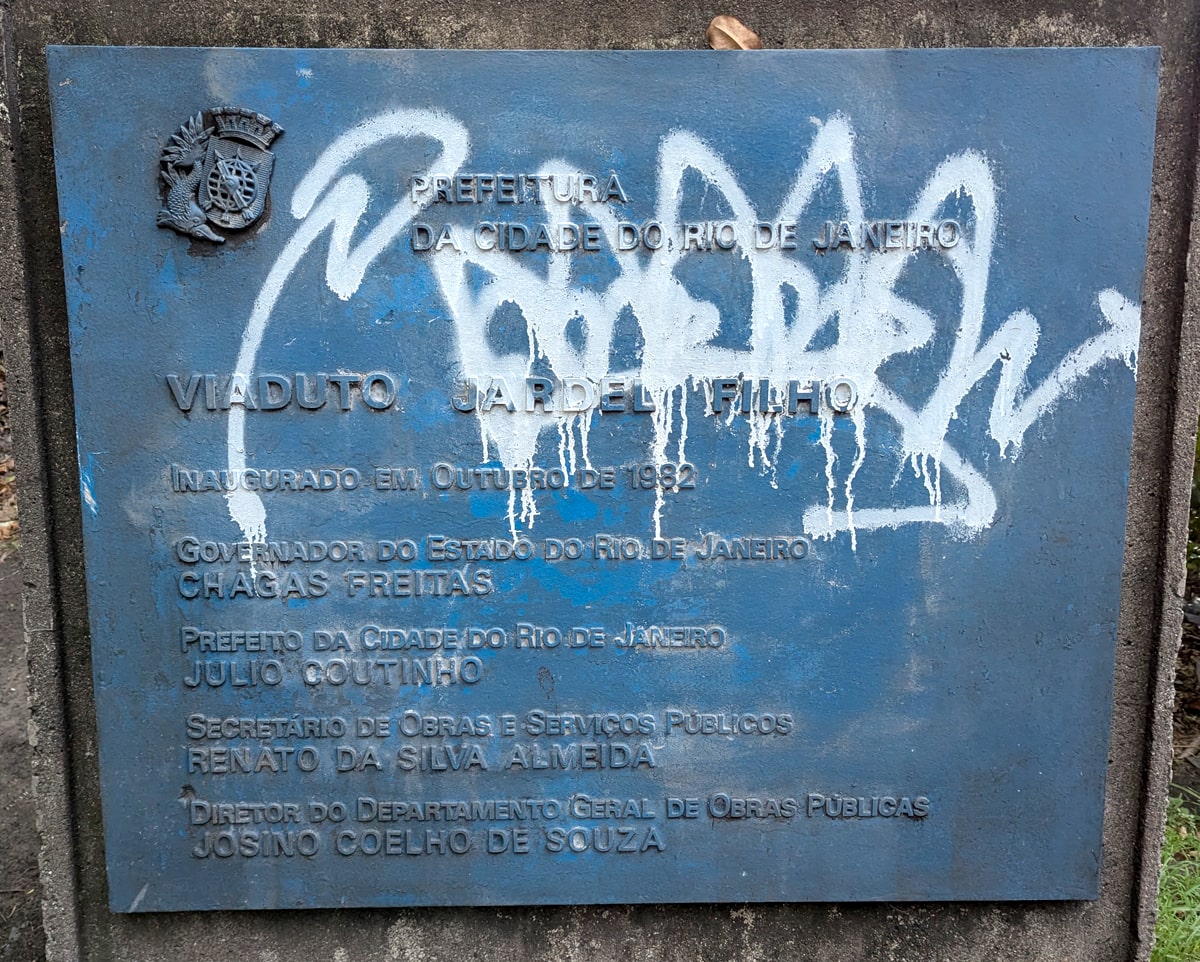 PREFEITURA
DA CIDADE DO RIO DE JANEIRO
VIADUTO JARDEL FILHO
INAUGURADO EM OUTUBRO DE 1982
GOVERNADOR DO ESTADO DO RIO DE JANEIRO
CHAGAS FREITAS
PREFEITO DA CIDADE DO RIO DE JANEIRO
JULIO COUTINHO
SECRETÁRIO DE OBRAS E SERVIÇOS PÚBLICOS
RENATO DA SILVA ALMEIDA
DIRETOR DO DEPARTAMENTO GERAL DE OBRAS PÚBLICAS
JOSINO COELHO DE SOUZA